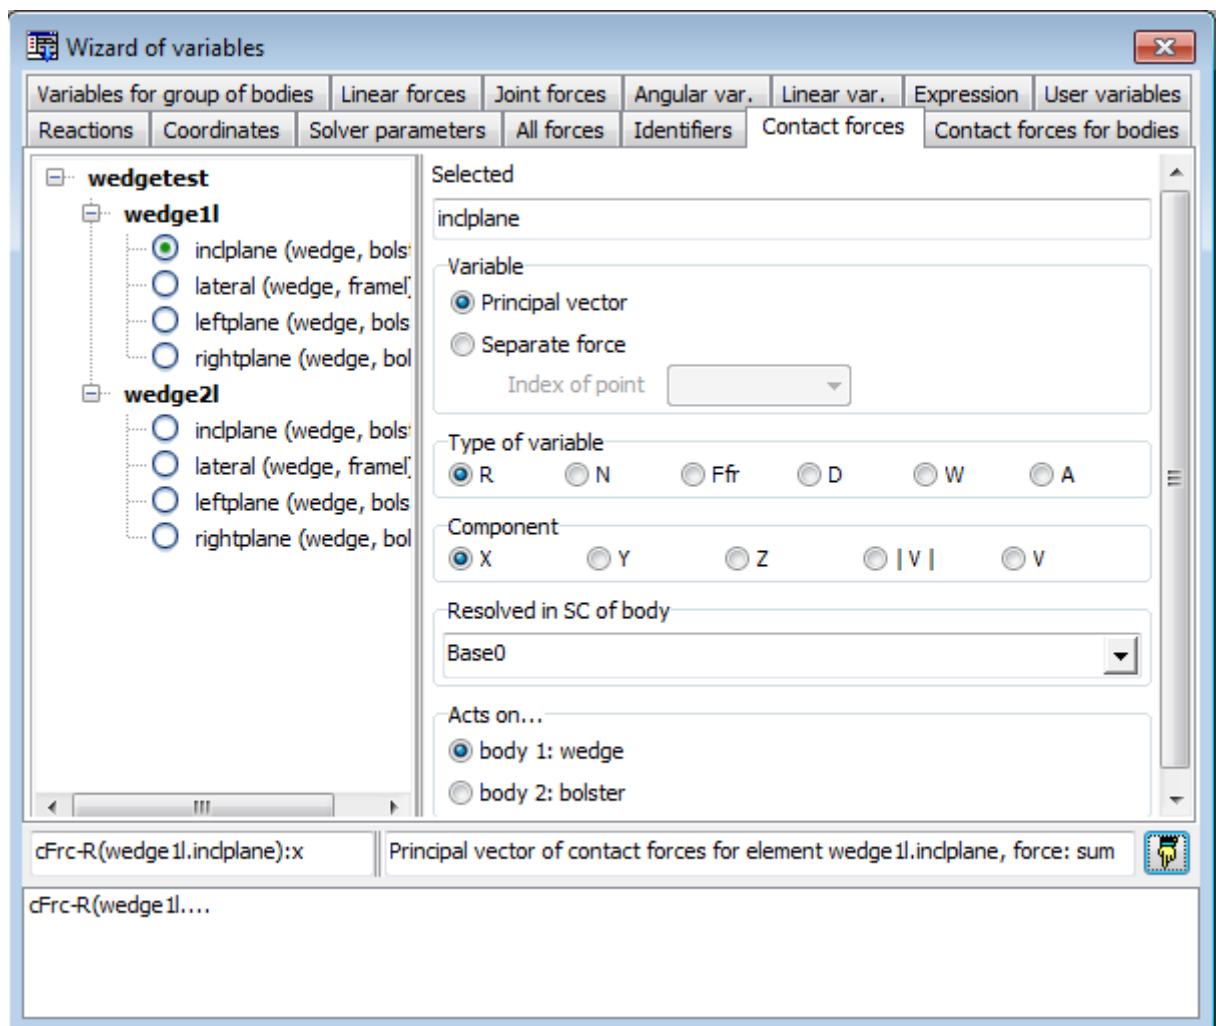 Wizard of variables
Variables for group of bodies Linear forces Joint forces Angular var. Linear var. Expression User variables
Reactions Coordinates Solver parameters All forces Identifiers Contact forces Contact forces for bodies
wedgetest
wedge1l
inclplane (wedge, bols
lateral (wedge, framel
leftplane (wedge, bols
rightplane (wedge, bol
wedge2l
inclplane (wedge, bols
lateral (wedge, framel
leftplane (wedge, bols
rightplane (wedge, bol
Selected
inclplane
Variable
Principal vector
Separate force
Index of point
Type of variable
R N Ffr D W A
Component
X Y Z | V | V
Resolved in SC of body
Base0
Acts on...
body 1: wedge
body 2: bolster
cFrc-R(wedge1l.inclplane):x Principal vector of contact forces for element wedge1l.inclplane, force: sum
cFrc-R(wedge1l....